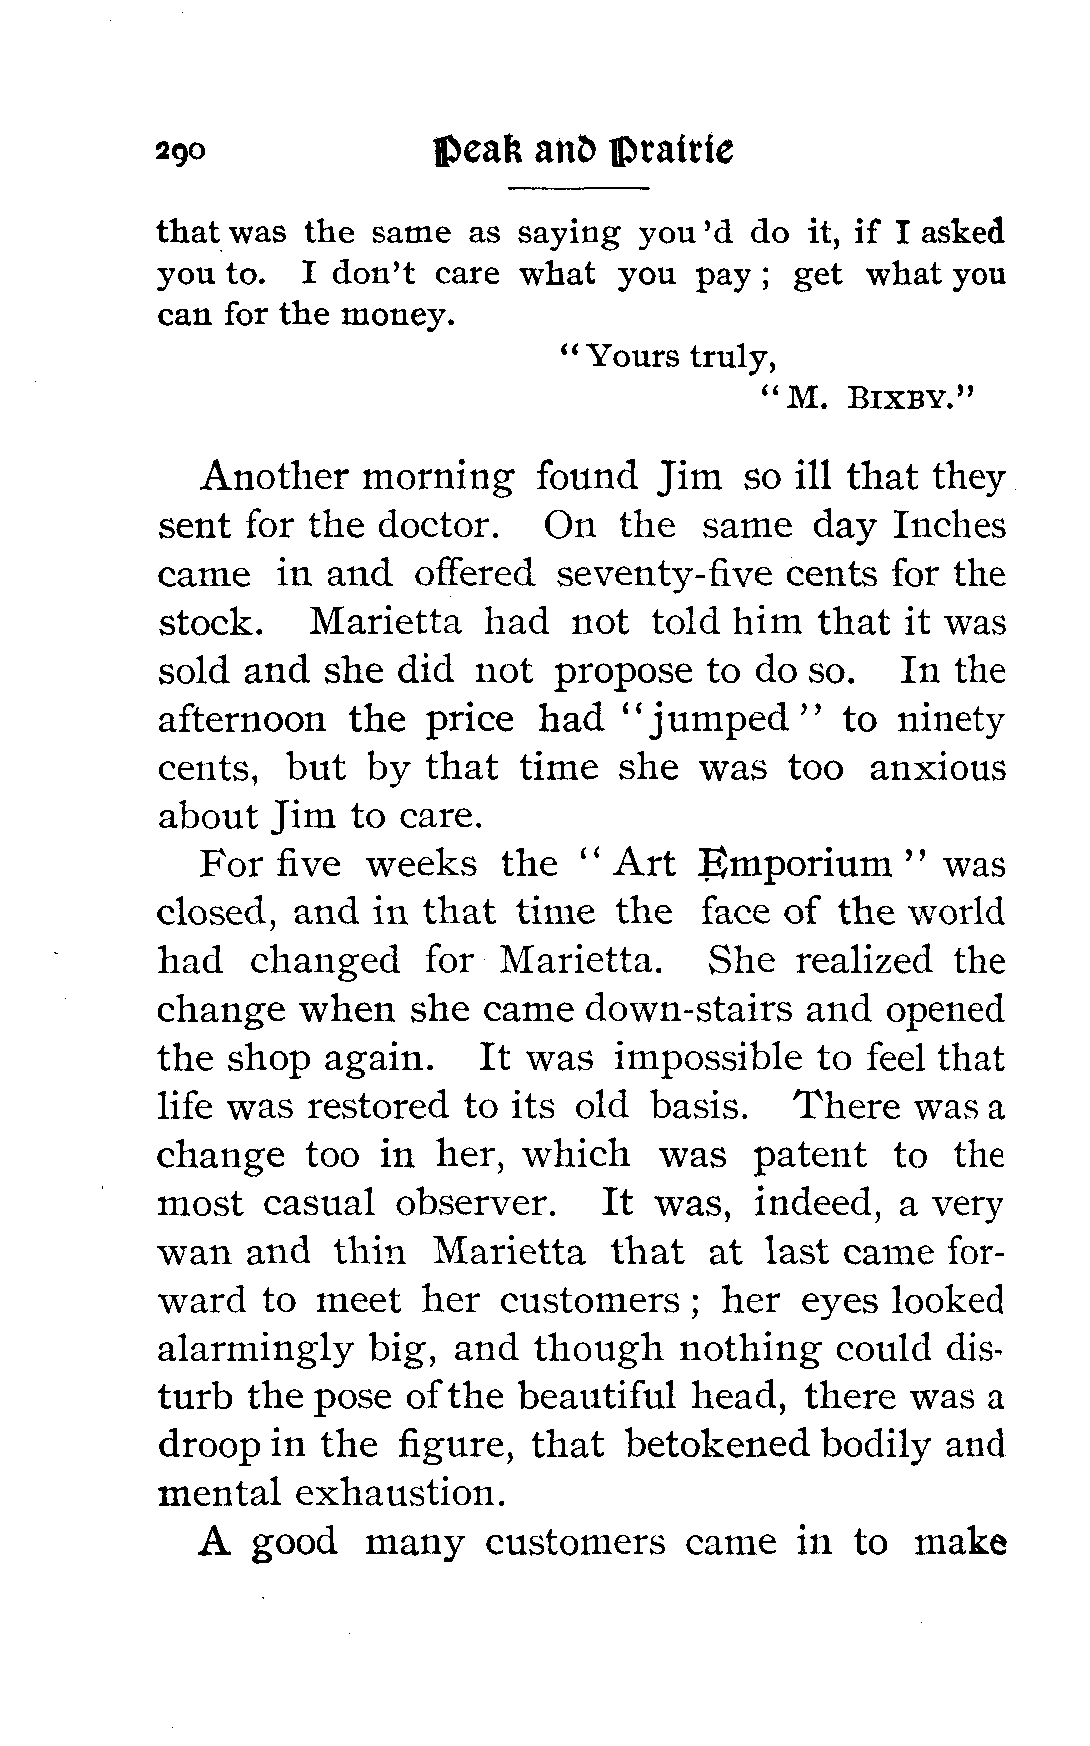 290 Peak and Prairie
that was the same as saying you 'd do it, if I asked
you to. I don't care what you pay ; get what you
can for the money.
“ Yours truly,
“ M. BIXBY.”
Another morning found Jim so ill that they
sent for the doctor. On the same day Inches
came in and offered seventy-five cents for the
stock. Marietta had not told him that it was
sold and she did not propose to do so. In the
afternoon the price had “jumped” to ninety
cents, but by that time she was too anxious
about Jim to care.
For five weeks the “ Art Emporium ” was
closed, and in that time the face of the world
had changed for Marietta. She realized the
change when she came down-stairs and opened
the shop again. It was impossible to feel that
life was restored to its old basis. There was a
change too in her, which was patent to the
most casual observer. It was, indeed, a very
wan and thin Marietta that at last came for-
ward to meet her customers ; her eyes looked
alarmingly big, and though nothing could dis-
turb the pose of the beautiful head, there was a
droop in the figure, that betokened bodily and
mental exhaustion.
A good many customers came in to make